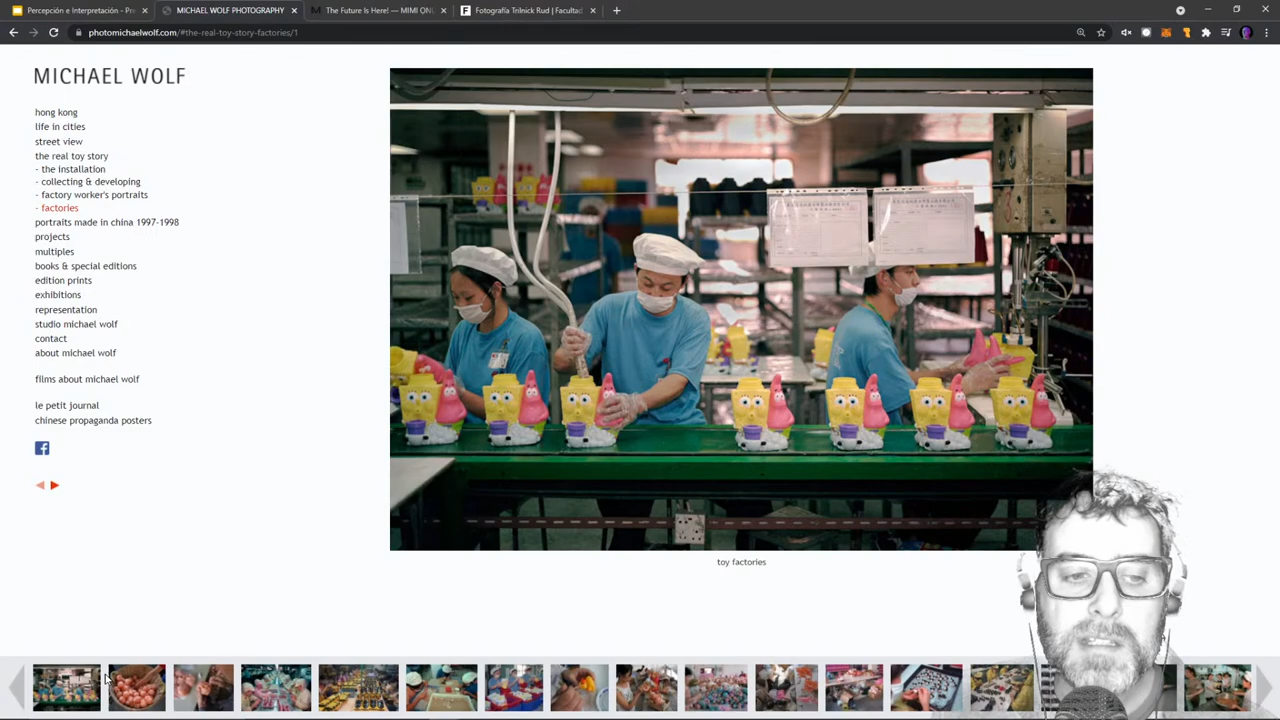 Percepción e Interpretación - Pre
MICHAEL WOLF PHOTOGRAPHY
The Future Is Here! — MIMI ON
Fotografía Trilnick Rud | Facultad
photomichaelwolf.com/#the-real-toy-story-factories/1
MICHAEL WOLF
hong kong
life in cities
street view
the real toy story
- the installation
- collecting & developing
- factory worker's portraits
- factories
portraits made in china 1997-1998
projects
multiples
books & special editions
edition prints
exhibitions
representation
studio michael wolf
contact
about michael wolf
films about michael wolf
le petit journal
chinese propaganda posters
toy factories